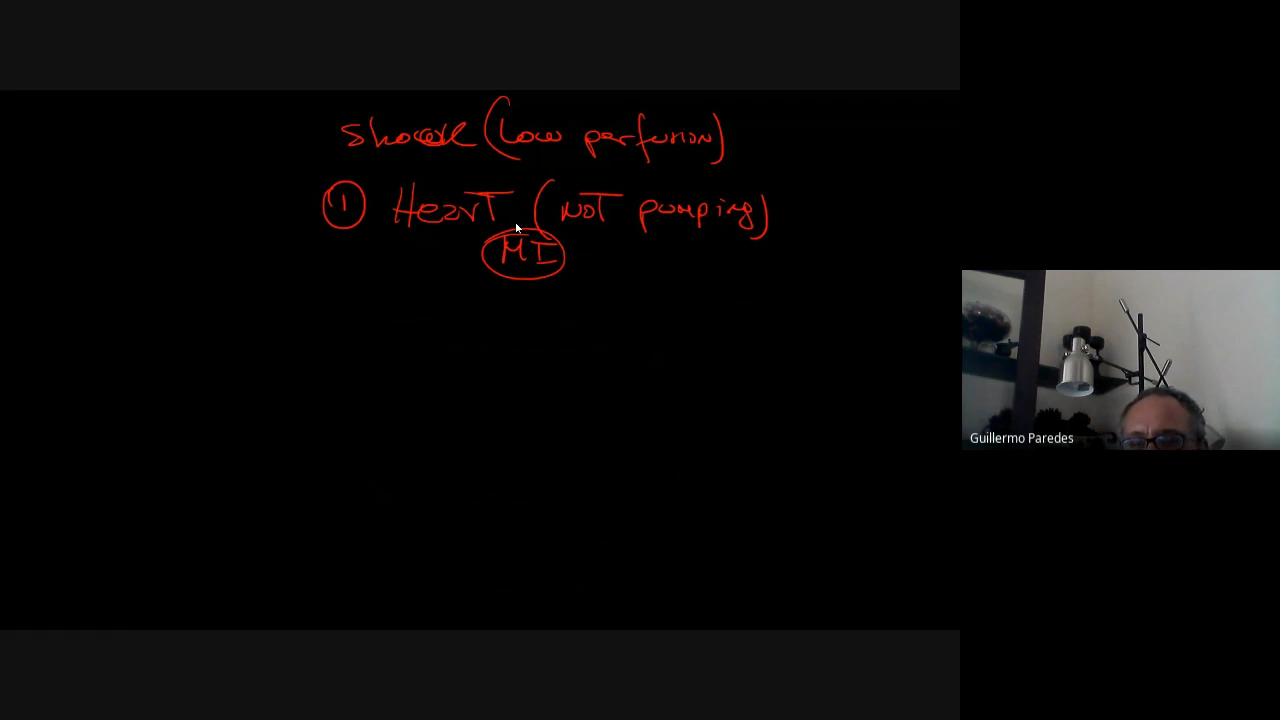 Shock (Low perfusion)
① Heart (NOT pumping)
MI
Guillermo Paredes